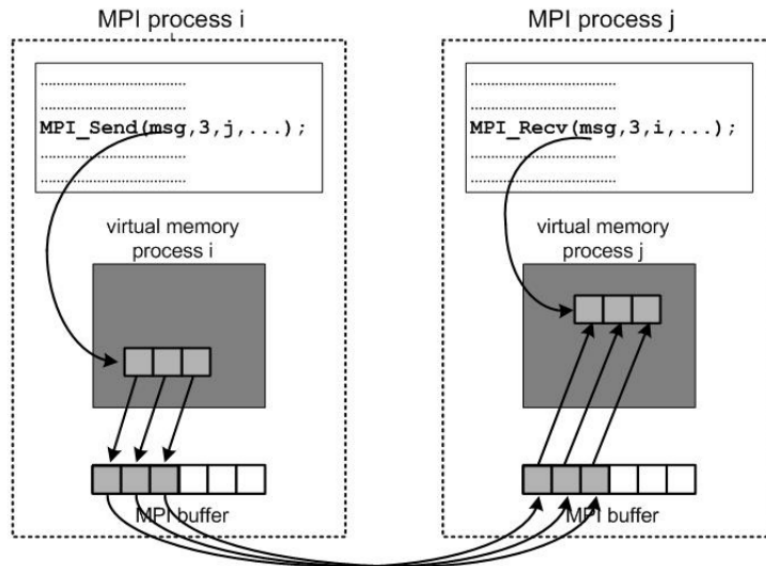 MPI process i
MPI process j
MPI_Send(msg,3,j,...);
MPI_Recv(msg,3,i,...);
virtual memory
process i
virtual memory
process j
MPI buffer
MPI buffer